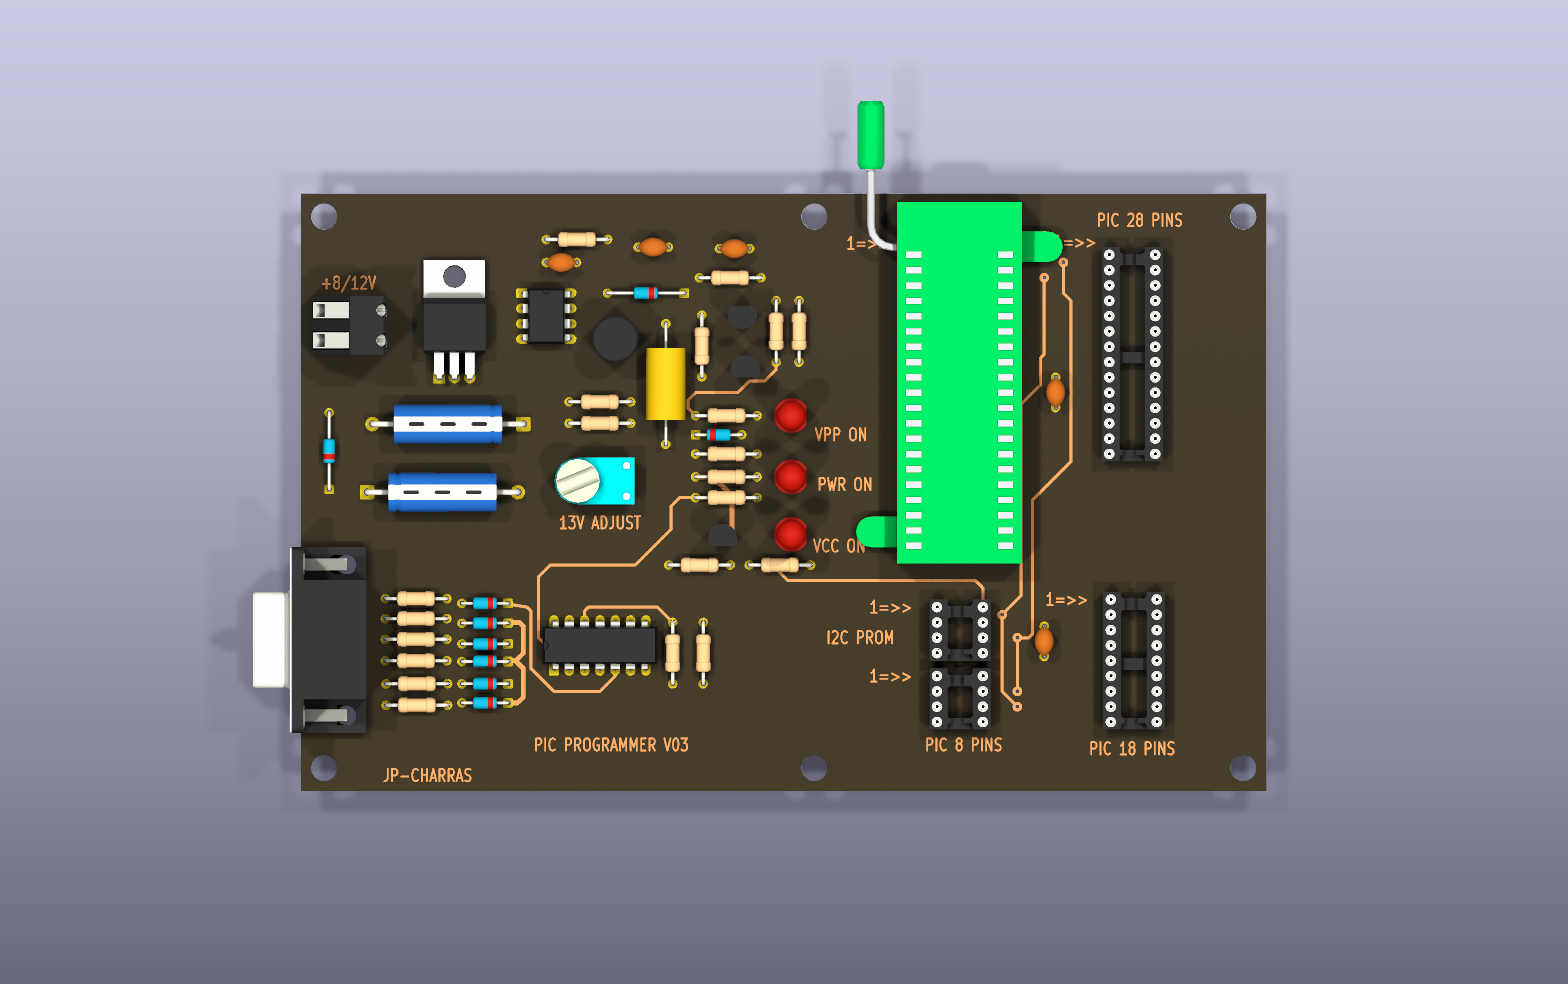 PIC 28 PINS
1=>
=>>
+8/12V
VPP ON
PWR ON
13V ADJUST
VCC ON
1=>>
1=>>
I2C PROM
1=>>
PIC PROGRAMMER V03
PIC 8 PINS
PIC 18 PINS
JP-CHARRAS